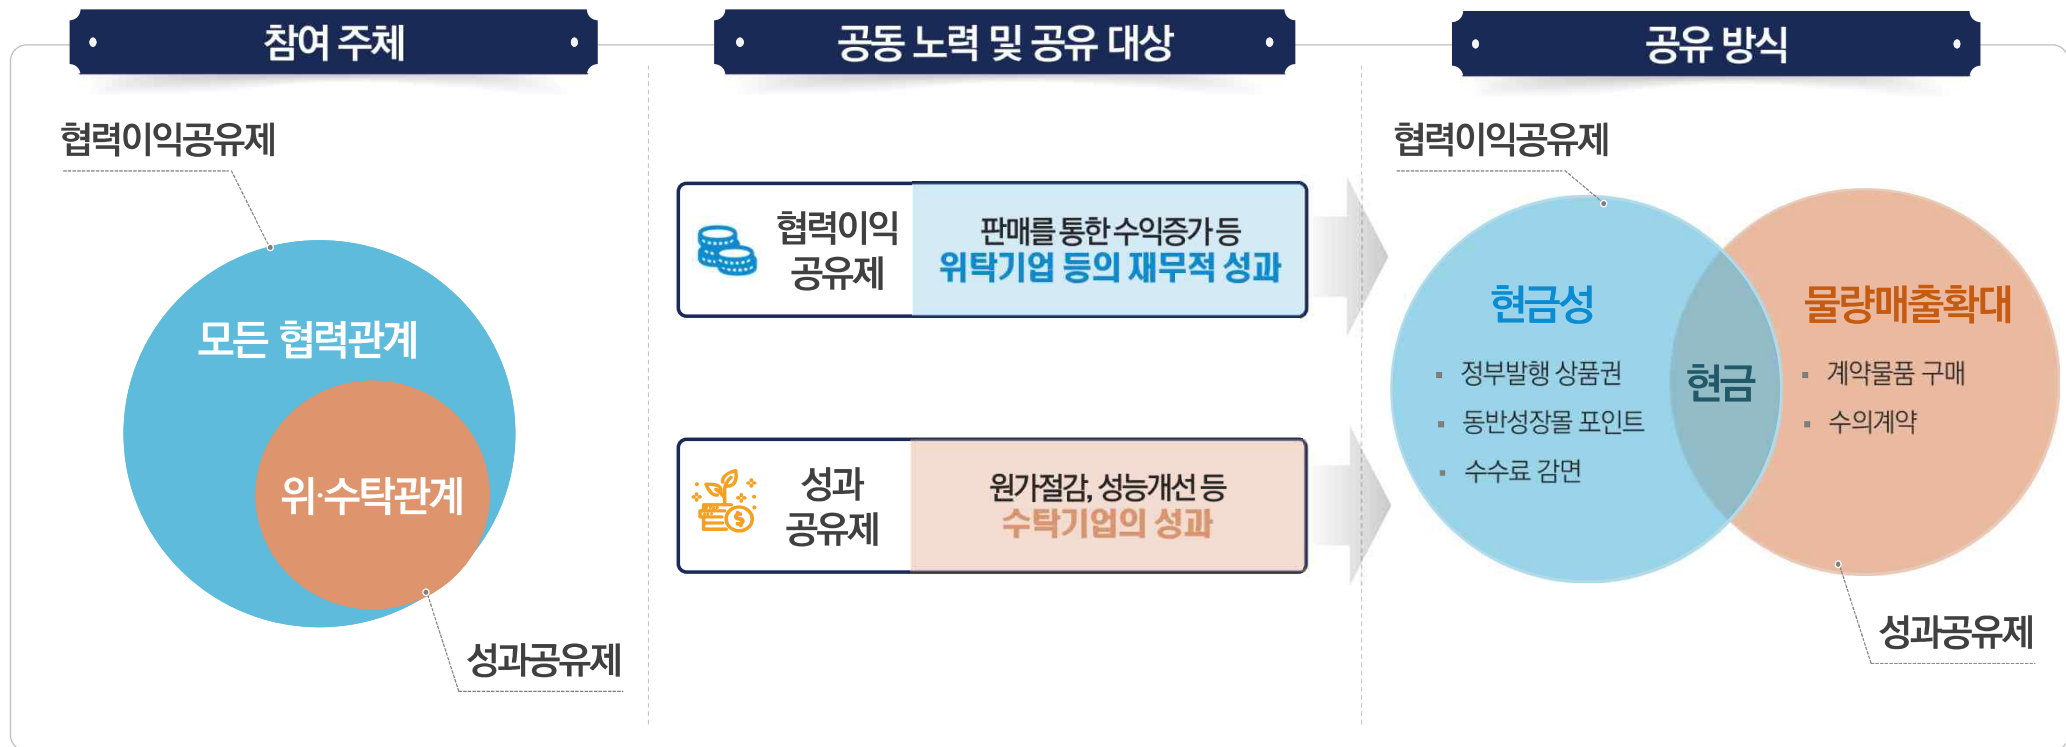 참여 주체
협력이익공유제
모든 협력관계
위·수탁관계
성과공유제
공동 노력 및 공유 대상
협력이익
공유제
판매를 통한 수익증가 등
위탁기업 등의 재무적 성과
성과
공유제
원가절감, 성능개선 등
수탁기업의 성과
공유 방식
협력이익공유제
현금성
▪ 정부발행 상품권
▪ 동반성장몰 포인트
▪ 수수료 감면
현금
물량매출확대
▪ 계약물품 구매
▪ 수의계약
성과공유제